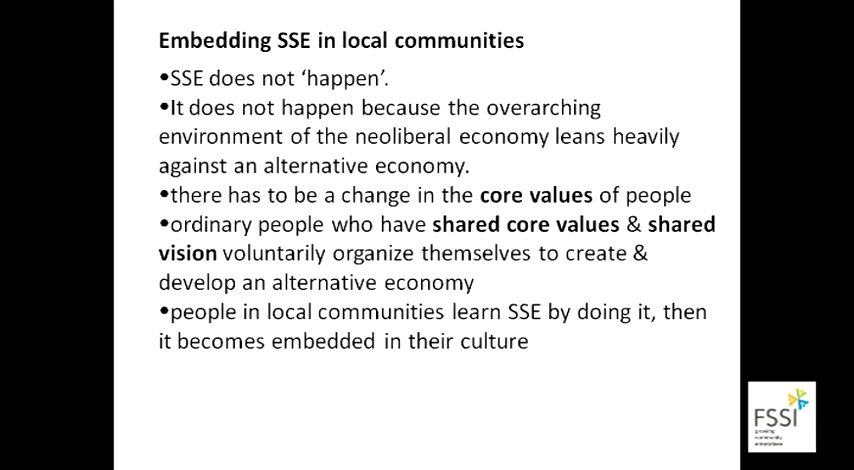 Embedding SSE in local communities
•SSE does not ‘happen’.
•It does not happen because the overarching
environment of the neoliberal economy leans heavily
against an alternative economy.
•there has to be a change in the core values of people
•ordinary people who have shared core values & shared
vision voluntarily organize themselves to create &
develop an alternative economy
•people in local communities learn SSE by doing it, then
it becomes embedded in their culture
FSSI
growing
community
enterprises